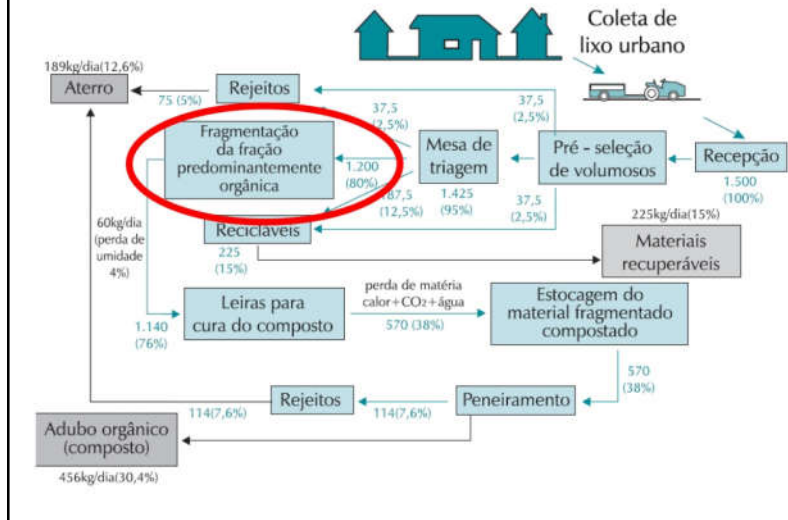 Coleta de
lixo urbano
189kg/dia(12,6%)
Aterro
75 (5%)
Rejeitos
37,5
(2,5%)
37,5
(2,5%)
Fragmentação
da fração
predominantemente
orgânica
1.200
(80%)
Mesa de
triagem
1.425
(95%)
Pré - seleção
de volumosos
Recepção
1.500
(100%)
(12,5%)
37,5
(2,5%)
60kg/dia
(perda de
umidade
4%)
Recicláveis
225
(15%)
225kg/dia(15%)
Materiais
recuperáveis
1.140
(76%)
Leiras para
cura do composto
perda de matéria
calor+CO2+água
570 (38%)
Estocagem do
material fragmentado
compostado
570
(38%)
Peneiramento
114(7,6%)
Rejeitos
114(7,6%)
Adubo orgânico
(composto)
456kg/dia(30,4%)